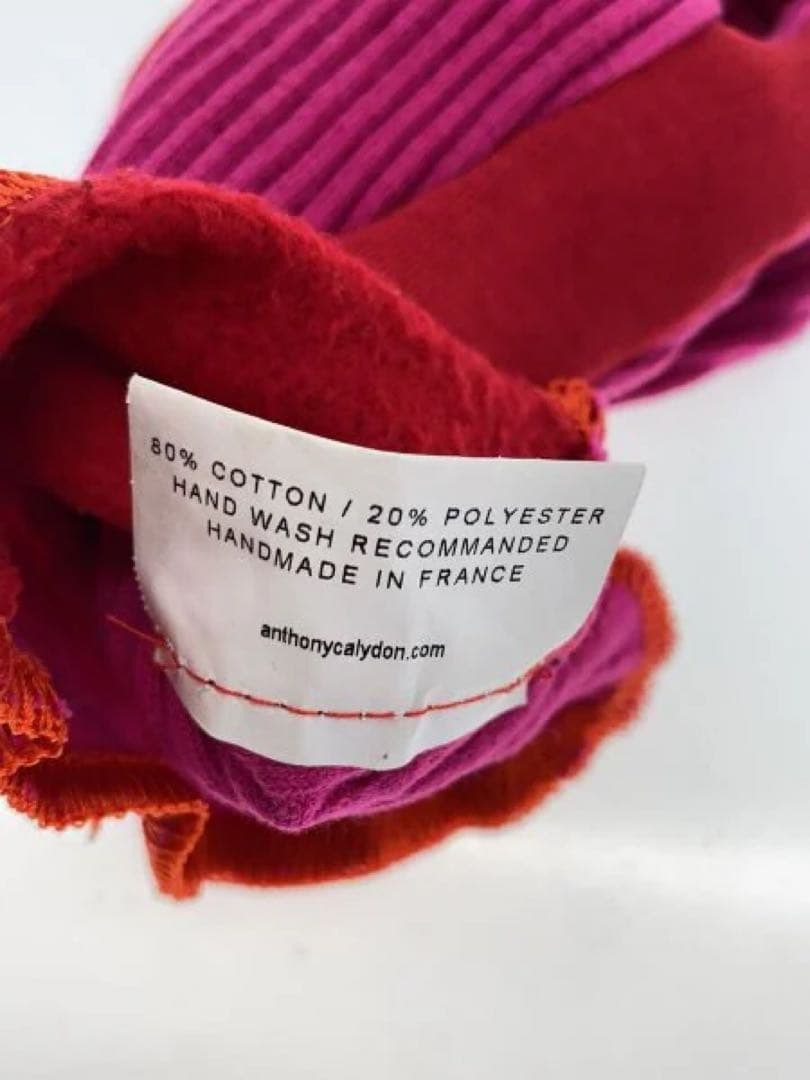 80% COTTON / 20% POLYESTER
HAND WASH RECOMMANDED
HANDMADE IN FRANCE
anthonycalydon.com